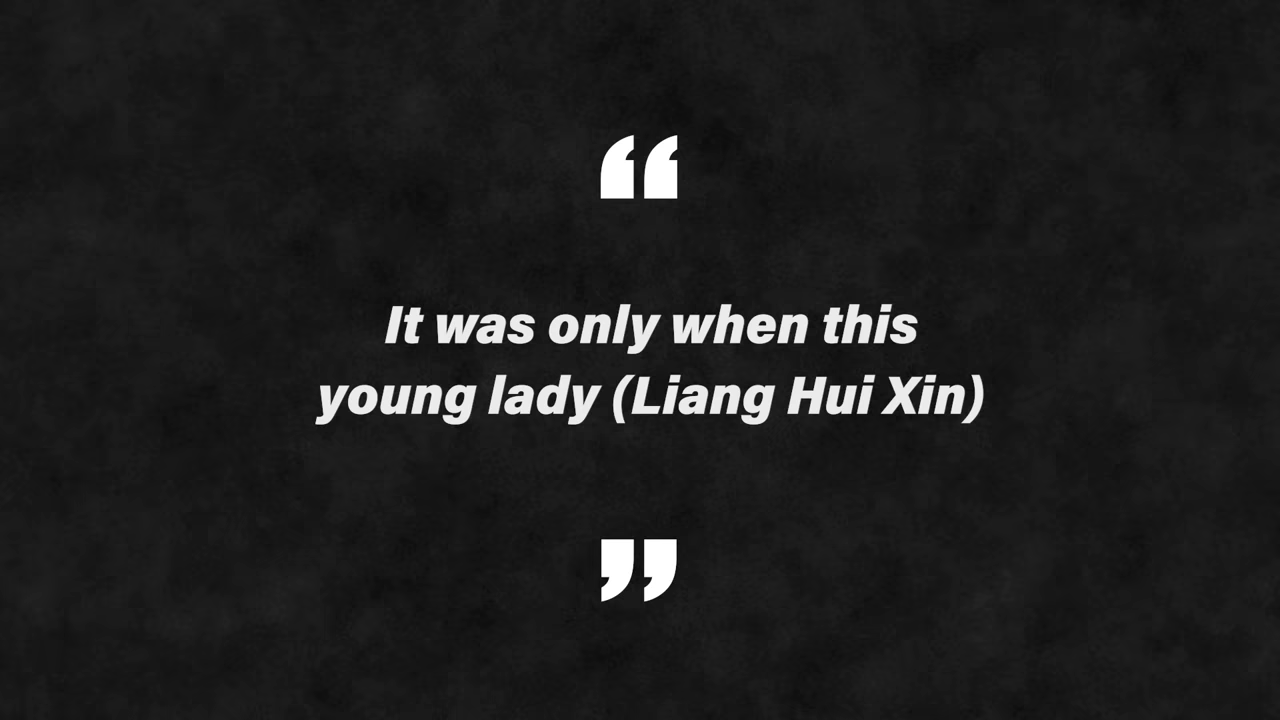 “
It was only when this
young lady (Liang Hui Xin)
”